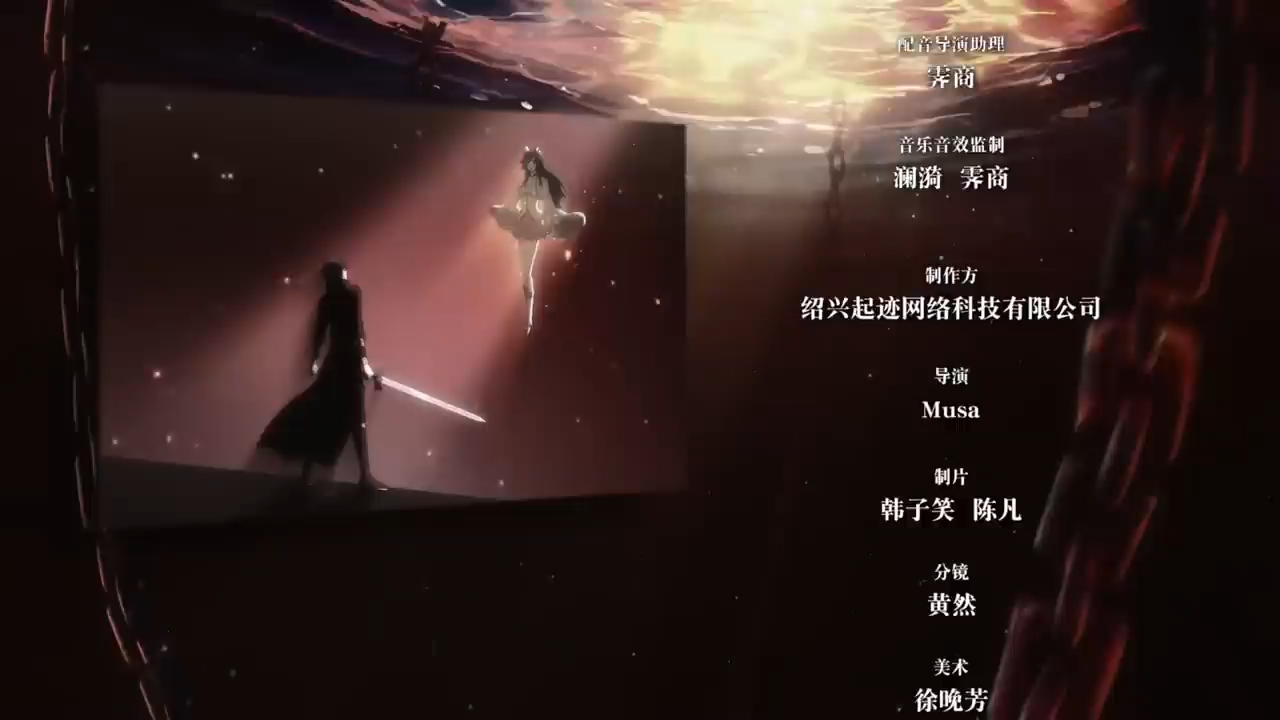 配音导演助理
霁商
音乐音效监制
澜漪 霁商
制作方
绍兴起迹网络科技有限公司
导演
Musa
制片
韩子笑 陈凡
分镜
黄然
美术
徐晚芳